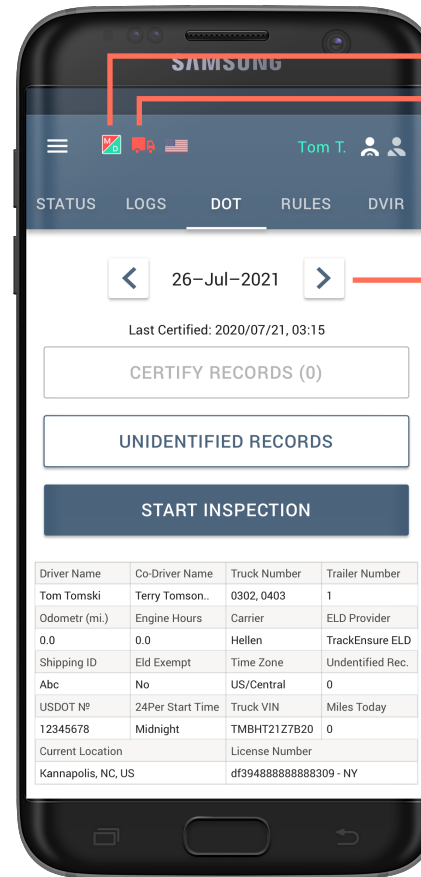 SAMSUNG
M/D
Tom T.
STATUS LOGS DOT RULES DVIR
26–Jul–2021
Last Certified: 2020/07/21, 03:15
CERTIFY RECORDS (0)
UNIDENTIFIED RECORDS
START INSPECTION
Driver Name Co-Driver Name Truck Number Trailer Number
Tom Tomski Terry Tomson.. 0302, 0403 1
Odometr (mi.) Engine Hours Carrier ELD Provider
0.0 0.0 Hellen TrackEnsure ELD
Shipping ID Eld Exempt Time Zone Undentified Rec.
Abc No US/Central 0
USDOT Nº 24Per Start Time Truck VIN Miles Today
12345678 Midnight TMBHT21Z7B20 0
Current Location License Number
Kannapolis, NC, US df394888888888309 - NY